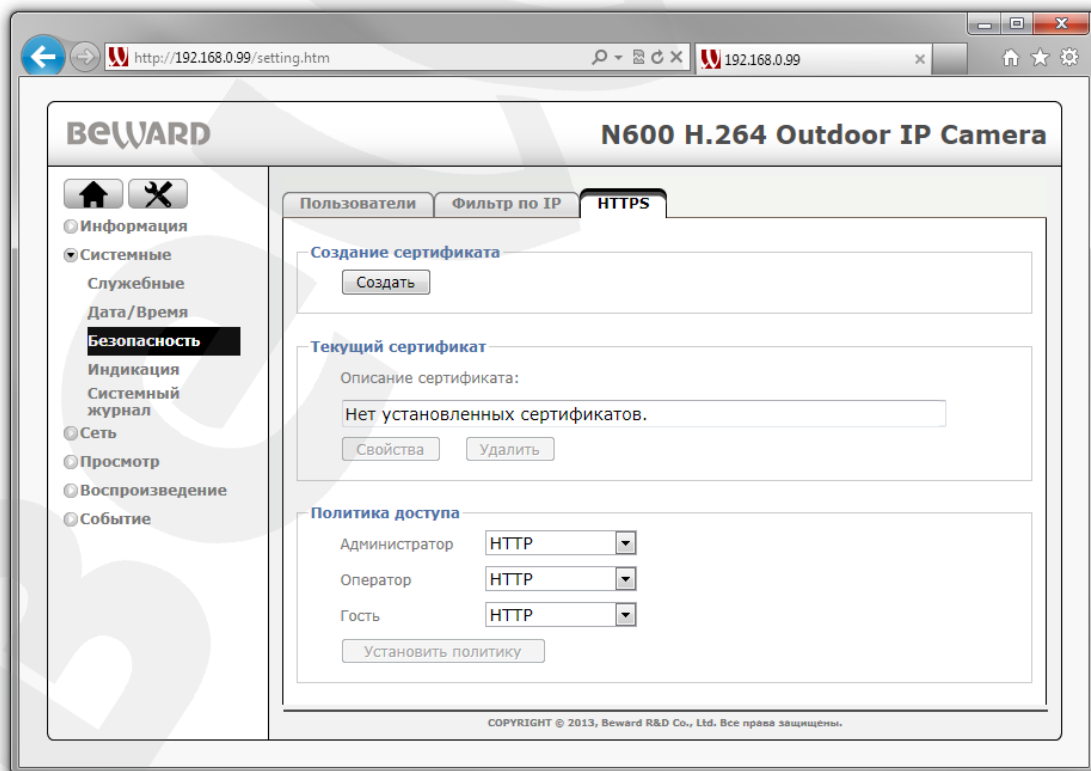 http://192.168.0.99/setting.htm
192.168.0.99
BEWARD
N600 H.264 Outdoor IP Camera
Информация
Системные
Служебные
Дата/Время
Безопасность
Индикация
Системный
журнал
Сеть
Просмотр
Воспроизведение
Событие
Пользователи
Фильтр по IP
HTTPS
Создание сертификата
Создать
Текущий сертификат
Описание сертификата:
Нет установленных сертификатов.
Свойства
Удалить
Политика доступа
Администратор
HTTP
Оператор
HTTP
Гость
HTTP
Установить политику
COPYRIGHT © 2013, Beward R&D Co., Ltd. Все права защищены.